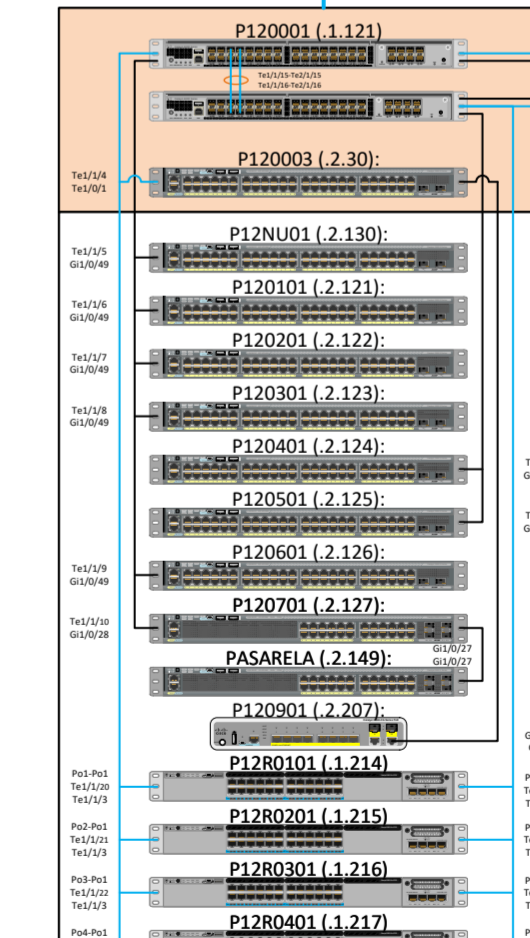 P120001 (.1.121)
Te1/1/15-Te2/1/15
Te1/1/16-Te2/1/16
P120003 (.2.30):
Te1/1/4
Te1/0/1
P12NU01 (.2.130):
Te1/1/5
Gi1/0/49
P120101 (.2.121):
Te1/1/6
Gi1/0/49
P120201 (.2.122):
Te1/1/7
Gi1/0/49
P120301 (.2.123):
Te1/1/8
Gi1/0/49
P120401 (.2.124):
P120501 (.2.125):
P120601 (.2.126):
Te1/1/9
Gi1/0/49
P120701 (.2.127):
Te1/1/10
Gi1/0/28
Gi1/0/27
PASARELA (.2.149):
Gi1/0/27
P120901 (.2.207):
P12R0101 (.1.214)
Po1-Po1
Te1/1/20
Te1/1/3
P12R0201 (.1.215)
Po2-Po1
Te1/1/21
Te1/1/3
P12R0301 (.1.216)
Po3-Po1
Te1/1/22
Te1/1/3
P12R0401 (.1.217)
Po4-Po1